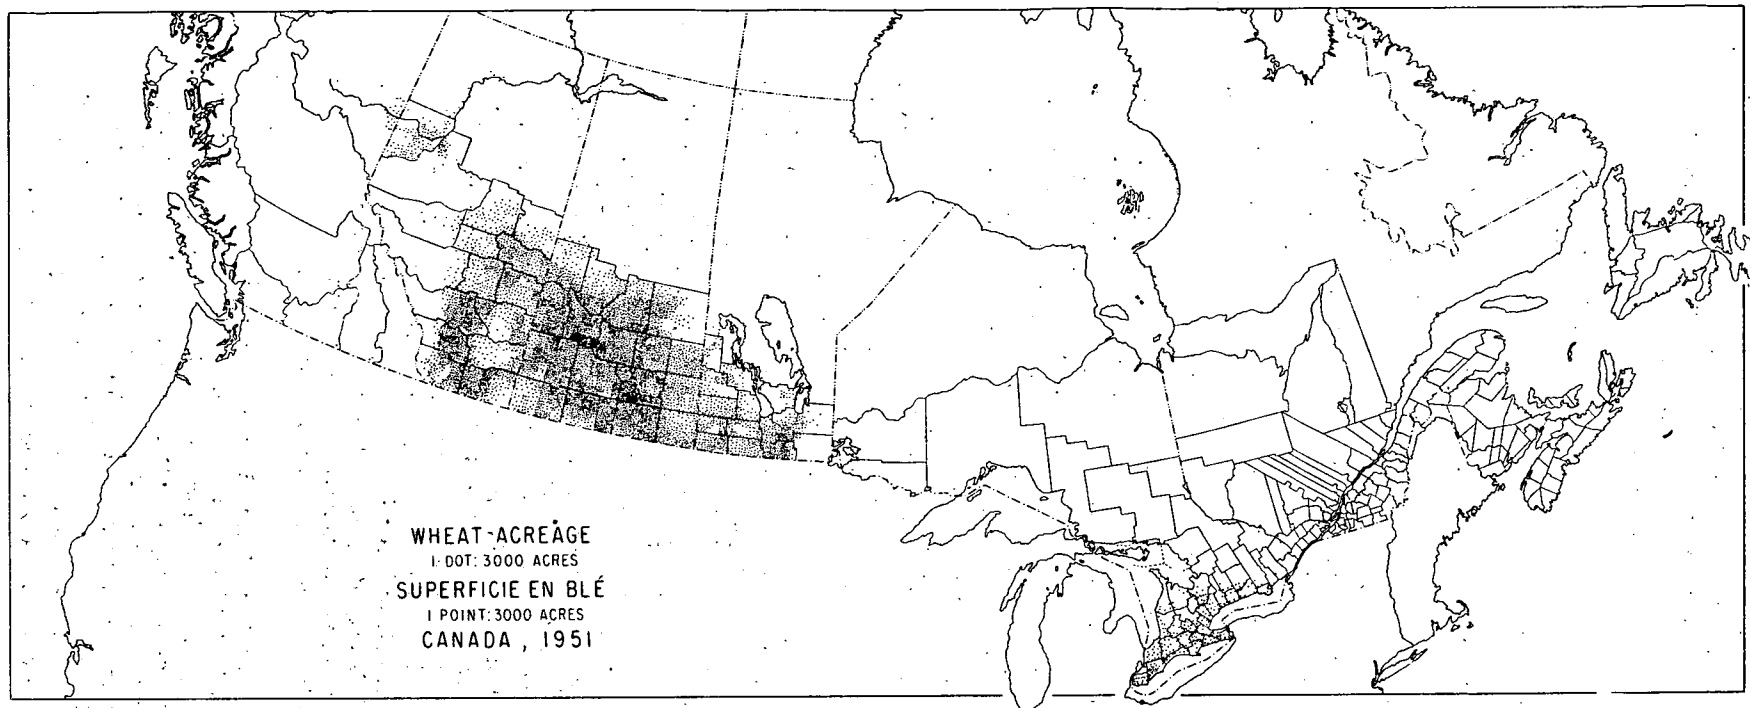 WHEAT-ACREAGE
1 DOT: 3000 ACRES
SUPERFICIE EN BLÉ
1 POINT: 3000 ACRES
CANADA, 1951